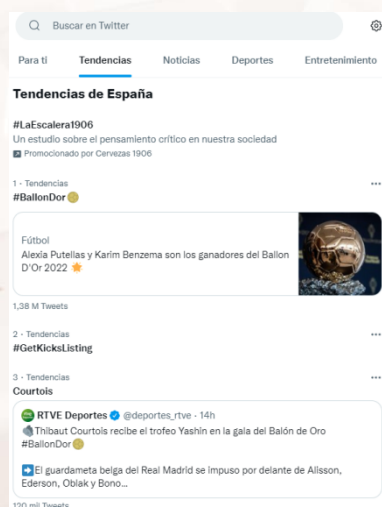 Buscar en Twitter
Para ti Tendencias Noticias Deportes Entretenimiento
Tendencias de España
#LaEscalera1906
Un estudio sobre el pensamiento crítico en nuestra sociedad
Promocionado por Cervezas 1906
1 · Tendencias
#BallonDor
Fútbol
Alexia Putellas y Karim Benzema son los ganadores del Ballon
D'Or 2022
1,38 M Tweets
2 · Tendencias
#GetKicksListing
3 · Tendencias
Courtois
RTVE Deportes @deportes_rtve · 14h
Thibaut Courtois recibe el trofeo Yashin en la gala del Balón de Oro
#BallonDor
El guardameta belga del Real Madrid se impuso por delante de Alisson,
Ederson, Oblak y Bono...
120 mil Tweets